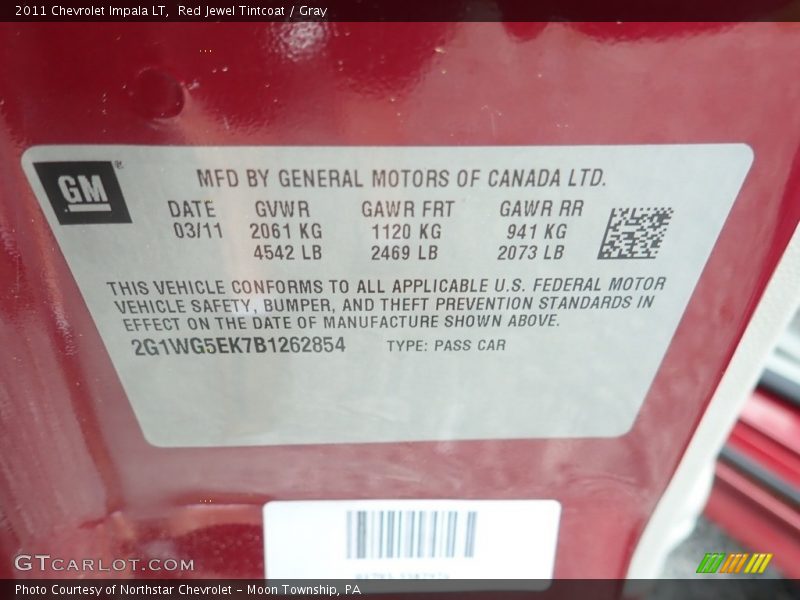 2011 Chevrolet Impala LT, Red Jewel Tintcoat / Gray
GM®
MFD BY GENERAL MOTORS OF CANADA LTD.
DATE GVWR GAWR FRT GAWR RR
03/11 2061 KG 1120 KG 941 KG
4542 LB 2469 LB 2073 LB
THIS VEHICLE CONFORMS TO ALL APPLICABLE U.S. FEDERAL MOTOR
VEHICLE SAFETY, BUMPER, AND THEFT PREVENTION STANDARDS IN
EFFECT ON THE DATE OF MANUFACTURE SHOWN ABOVE.
2G1WG5EK7B1262854 TYPE: PASS CAR
GTCARLOT.COM
Photo Courtesy of Northstar Chevrolet - Moon Township, PA